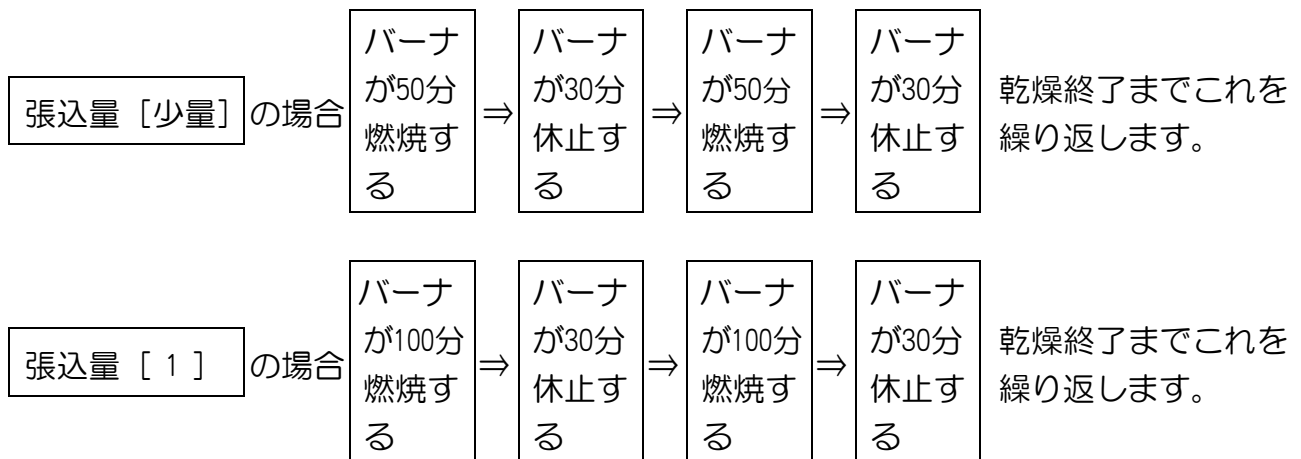 張込量［少量］ の場合
バーナ
が50分
燃焼す
る
⇒
バーナ
が30分
休止す
る
⇒
バーナ
が50分
燃焼す
る
⇒
バーナ
が30分
休止す
る
乾燥終了までこれを
繰り返します。
張込量［１］ の場合
バーナ
が100分
燃焼す
る
⇒
バーナ
が30分
休止す
る
⇒
バーナ
が100分
燃焼す
る
⇒
バーナ
が30分
休止す
る
乾燥終了までこれを
繰り返します。